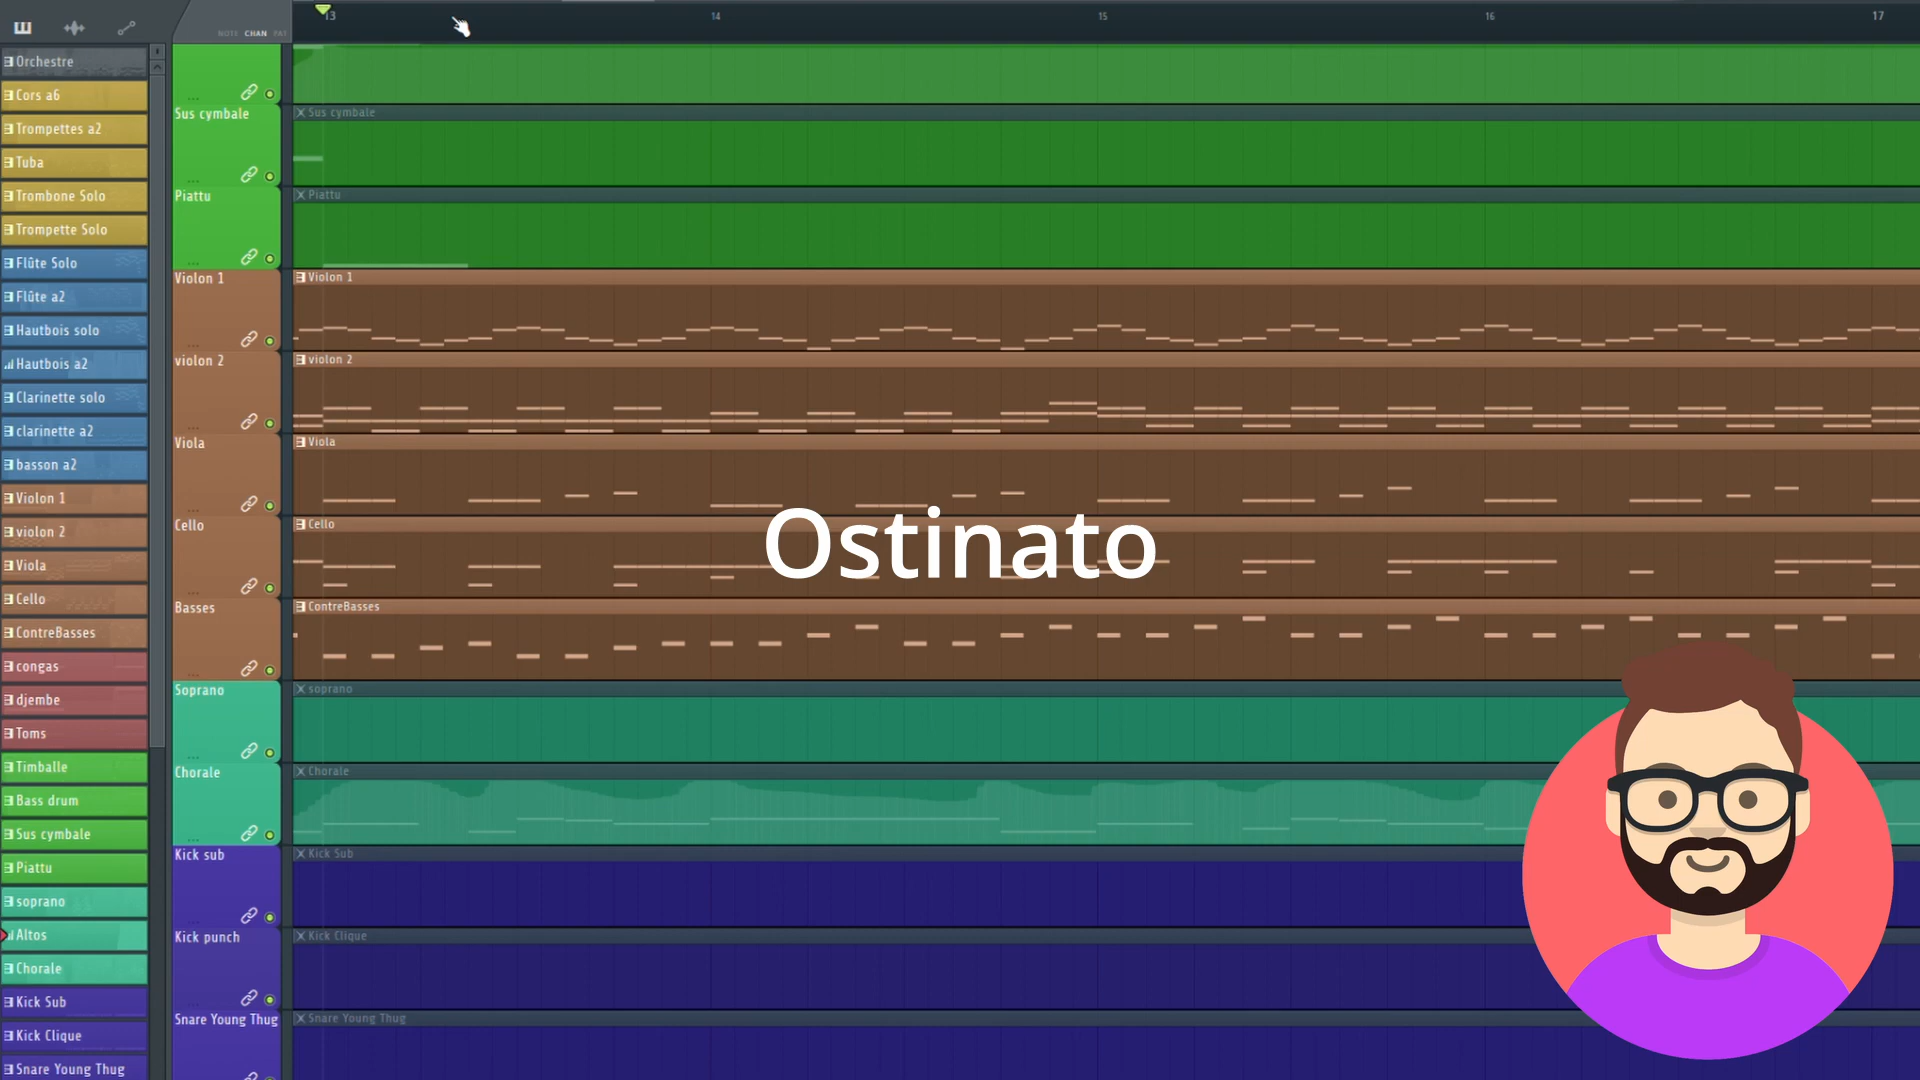 13
14
15
16
17
NOTE CHAN PAT
Orchestre
Cors a6
Trompettes a2
Tuba
Trombone Solo
Trompette Solo
Flûte Solo
Flûte a2
Hautbois solo
Hautbois a2
Clarinette solo
clarinette a2
basson a2
Violon 1
violon 2
Viola
Cello
ContreBasses
congas
djembe
Toms
Timballe
Bass drum
Sus cymbale
Piattu
soprano
Altos
Chorale
Kick Sub
Kick Clique
Snare Young Thug
Sus cymbale
Sus cymbale
Piattu
Piattu
Violon 1
Violon 1
violon 2
violon 2
Viola
Viola
Cello
Cello
Ostinato
Basses
ContreBasses
Soprano
soprano
Chorale
Chorale
Kick sub
Kick Sub
Kick punch
Kick Clique
Snare Young Thug
Snare Young Thug